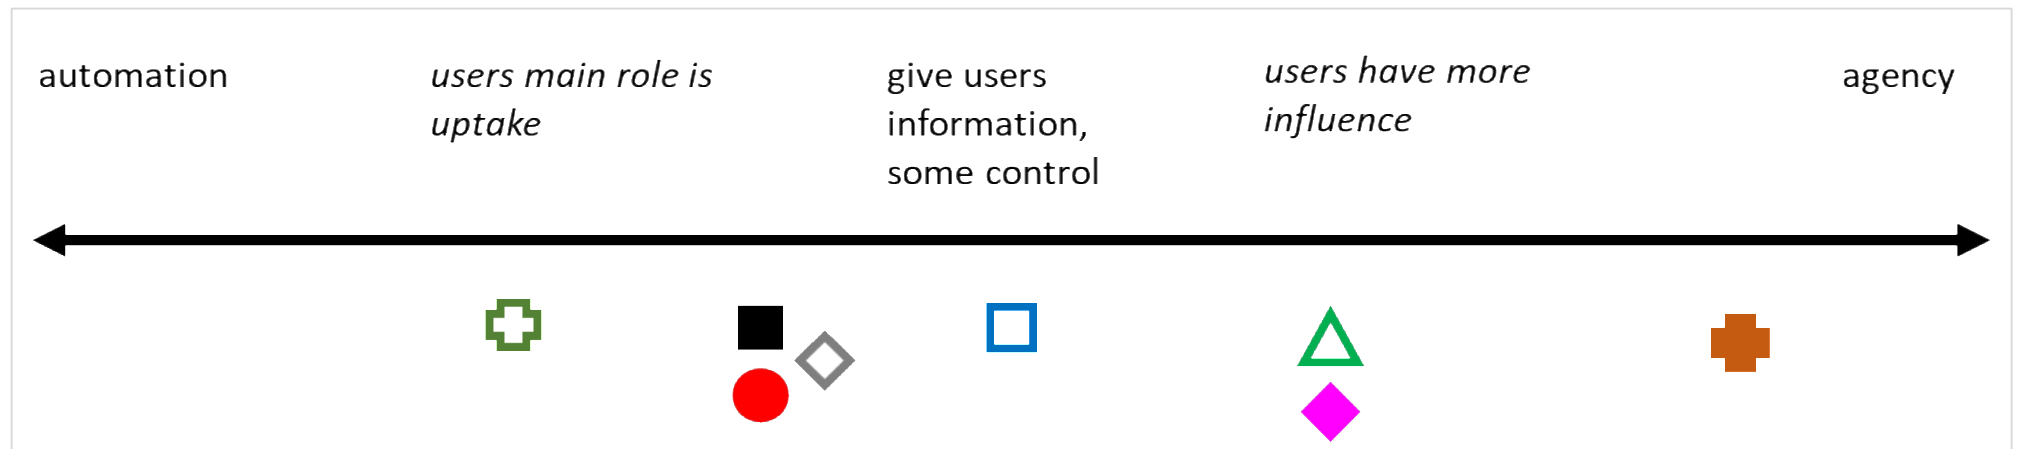 automation
users main role is
uptake
give users
information,
some control
users have more
influence
agency